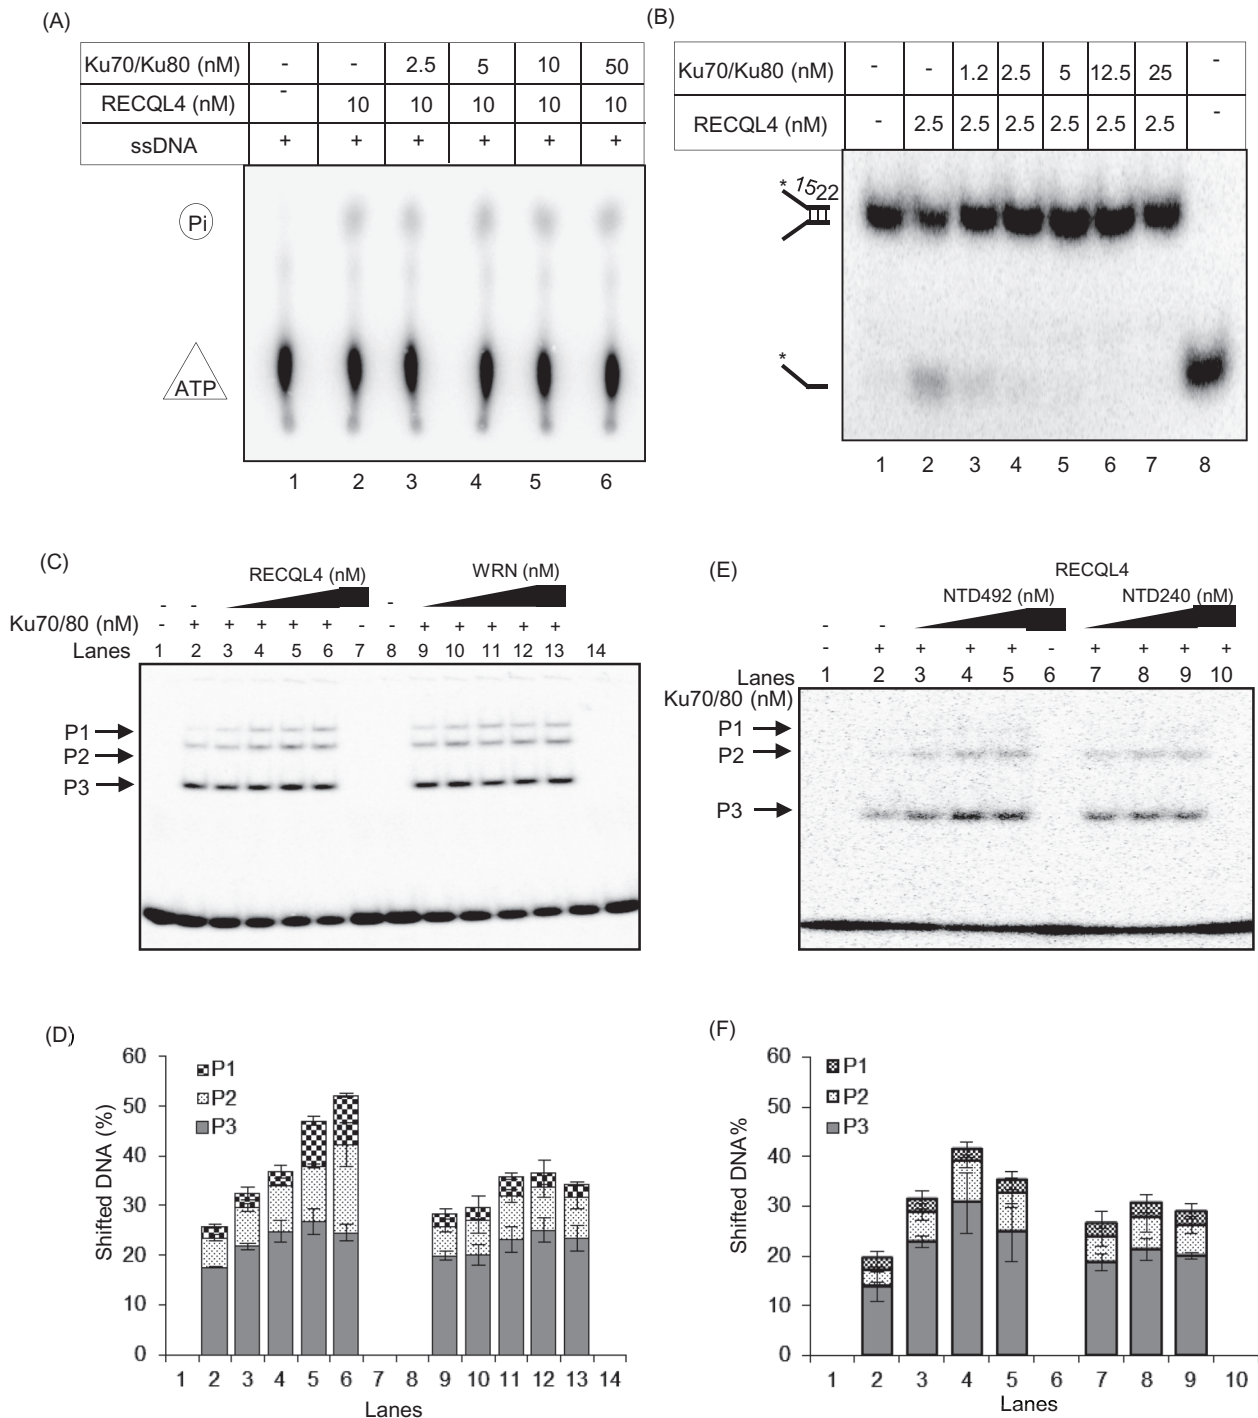 (A)
Ku70/Ku80 (nM) - - 2.5 5 10 50
RECQL4 (nM) - 10 10 10 10 10
ssDNA + + + + + +
Pi
ATP
1 2 3 4 5 6
(B)
Ku70/Ku80 (nM) - - 1.2 2.5 5 12.5 25 -
RECQL4 (nM) - 2.5 2.5 2.5 2.5 2.5 2.5 -
* 15 22
*
1 2 3 4 5 6 7 8
(C)
RECQL4 (nM) WRN (nM)
- - -
Ku70/80 (nM) - + + + + + - - + + + + +
Lanes 1 2 3 4 5 6 7 8 9 10 11 12 13 14
P1
P2
P3
(E)
RECQL4
NTD492 (nM) NTD240 (nM)
- -
- + + + + - + + + +
Lanes 1 2 3 4 5 6 7 8 9 10
Ku70/80 (nM)
P1
P2
P3
(D)
Shifted DNA (%)
60
50
40
30
20
10
0
P1
P2
P3
1 2 3 4 5 6 7 8 9 10 11 12 13 14
Lanes
(F)
Shifted DNA%
60
50
40
30
20
10
0
P1
P2
P3
1 2 3 4 5 6 7 8 9 10
Lanes